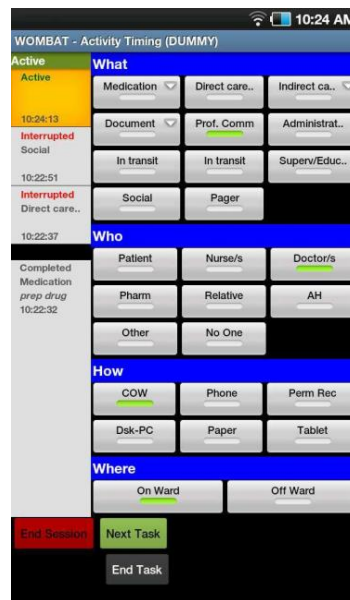 10:24 AM
WOMBAT - Activity Timing (DUMMY)
Active
Active
10:24:13
Interrupted
Social
10:22:51
Interrupted
Direct care..
10:22:37
Completed
Medication
prep drug
10:22:32
What
Medication
Direct care..
Indirect ca..
Document
Prof. Comm
Administrat..
In transit
In transit
Superv/Educ..
Social
Pager
Who
Patient
Nurse/s
Doctor/s
Pharm
Relative
AH
Other
No One
How
COW
Phone
Perm Rec
Dsk-PC
Paper
Tablet
Where
On Ward
Off Ward
End Session
Next Task
End Task